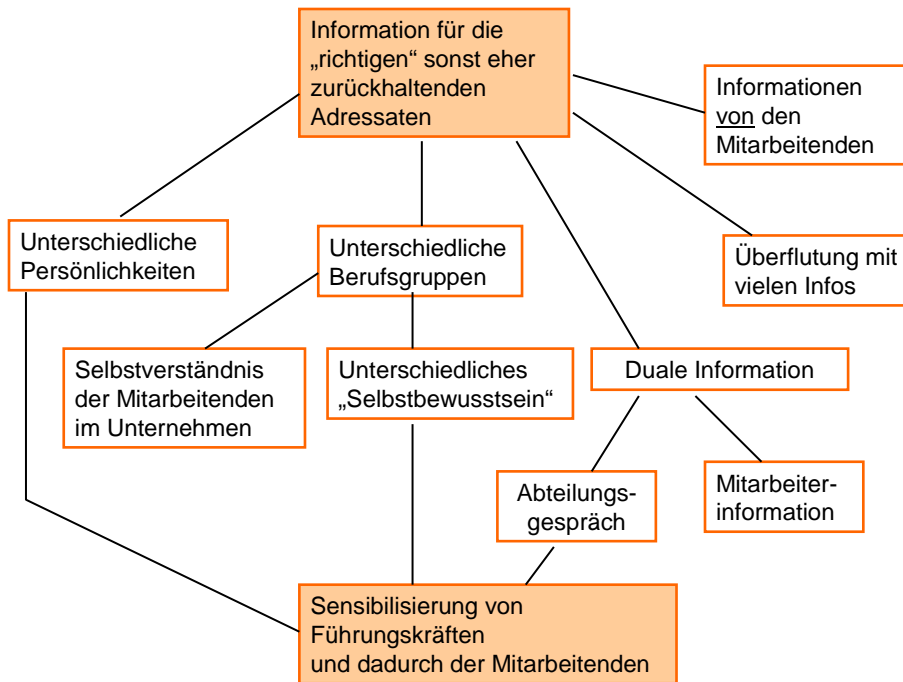 Information für die
„richtigen“ sonst eher
zurückhaltenden
Adressaten
Informationen
von den
Mitarbeitenden
Unterschiedliche
Persönlichkeiten
Unterschiedliche
Berufsgruppen
Überflutung mit
vielen Infos
Selbstverständnis
der Mitarbeitenden
im Unternehmen
Unterschiedliches
„Selbstbewusstsein“
Duale Information
Abteilungs-
gespräch
Mitarbeiter-
information
Sensibilisierung von
Führungskräften
und dadurch der Mitarbeitenden